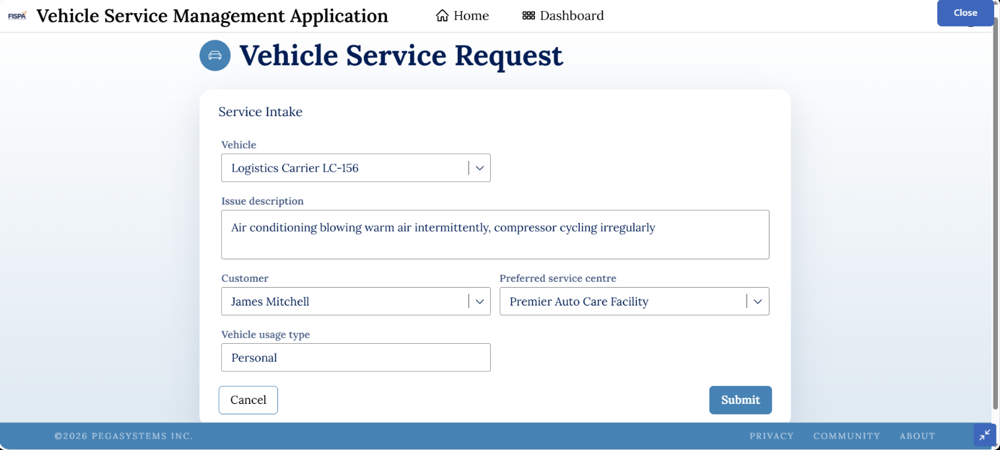 FISPA Vehicle Service Management Application Home Dashboard Close
Vehicle Service Request
Service Intake
Vehicle
Logistics Carrier LC-156
Issue description
Air conditioning blowing warm air intermittently, compressor cycling irregularly
Customer Preferred service centre
James Mitchell Premier Auto Care Facility
Vehicle usage type
Personal
Cancel Submit
©2026 PEGASYSTEMS INC. PRIVACY COMMUNITY ABOUT